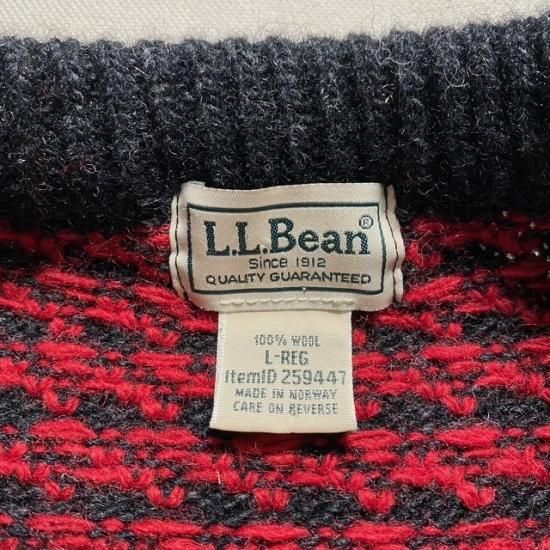 L.L.Bean®
Since 1912
QUALITY GUARANTEED
100% WOOL
L-REG
ItemID 259447
MADE IN NORWAY
CARE ON REVERSE